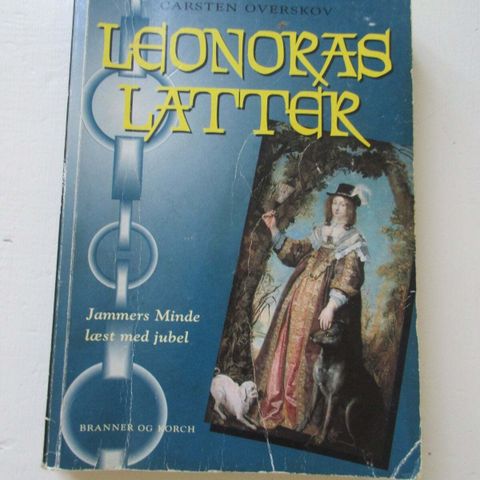 CARSTEN OVERSKOV
LEONORAS
LATTER
Jammers Minde
læst med jubel
BRANNER OG KORCH